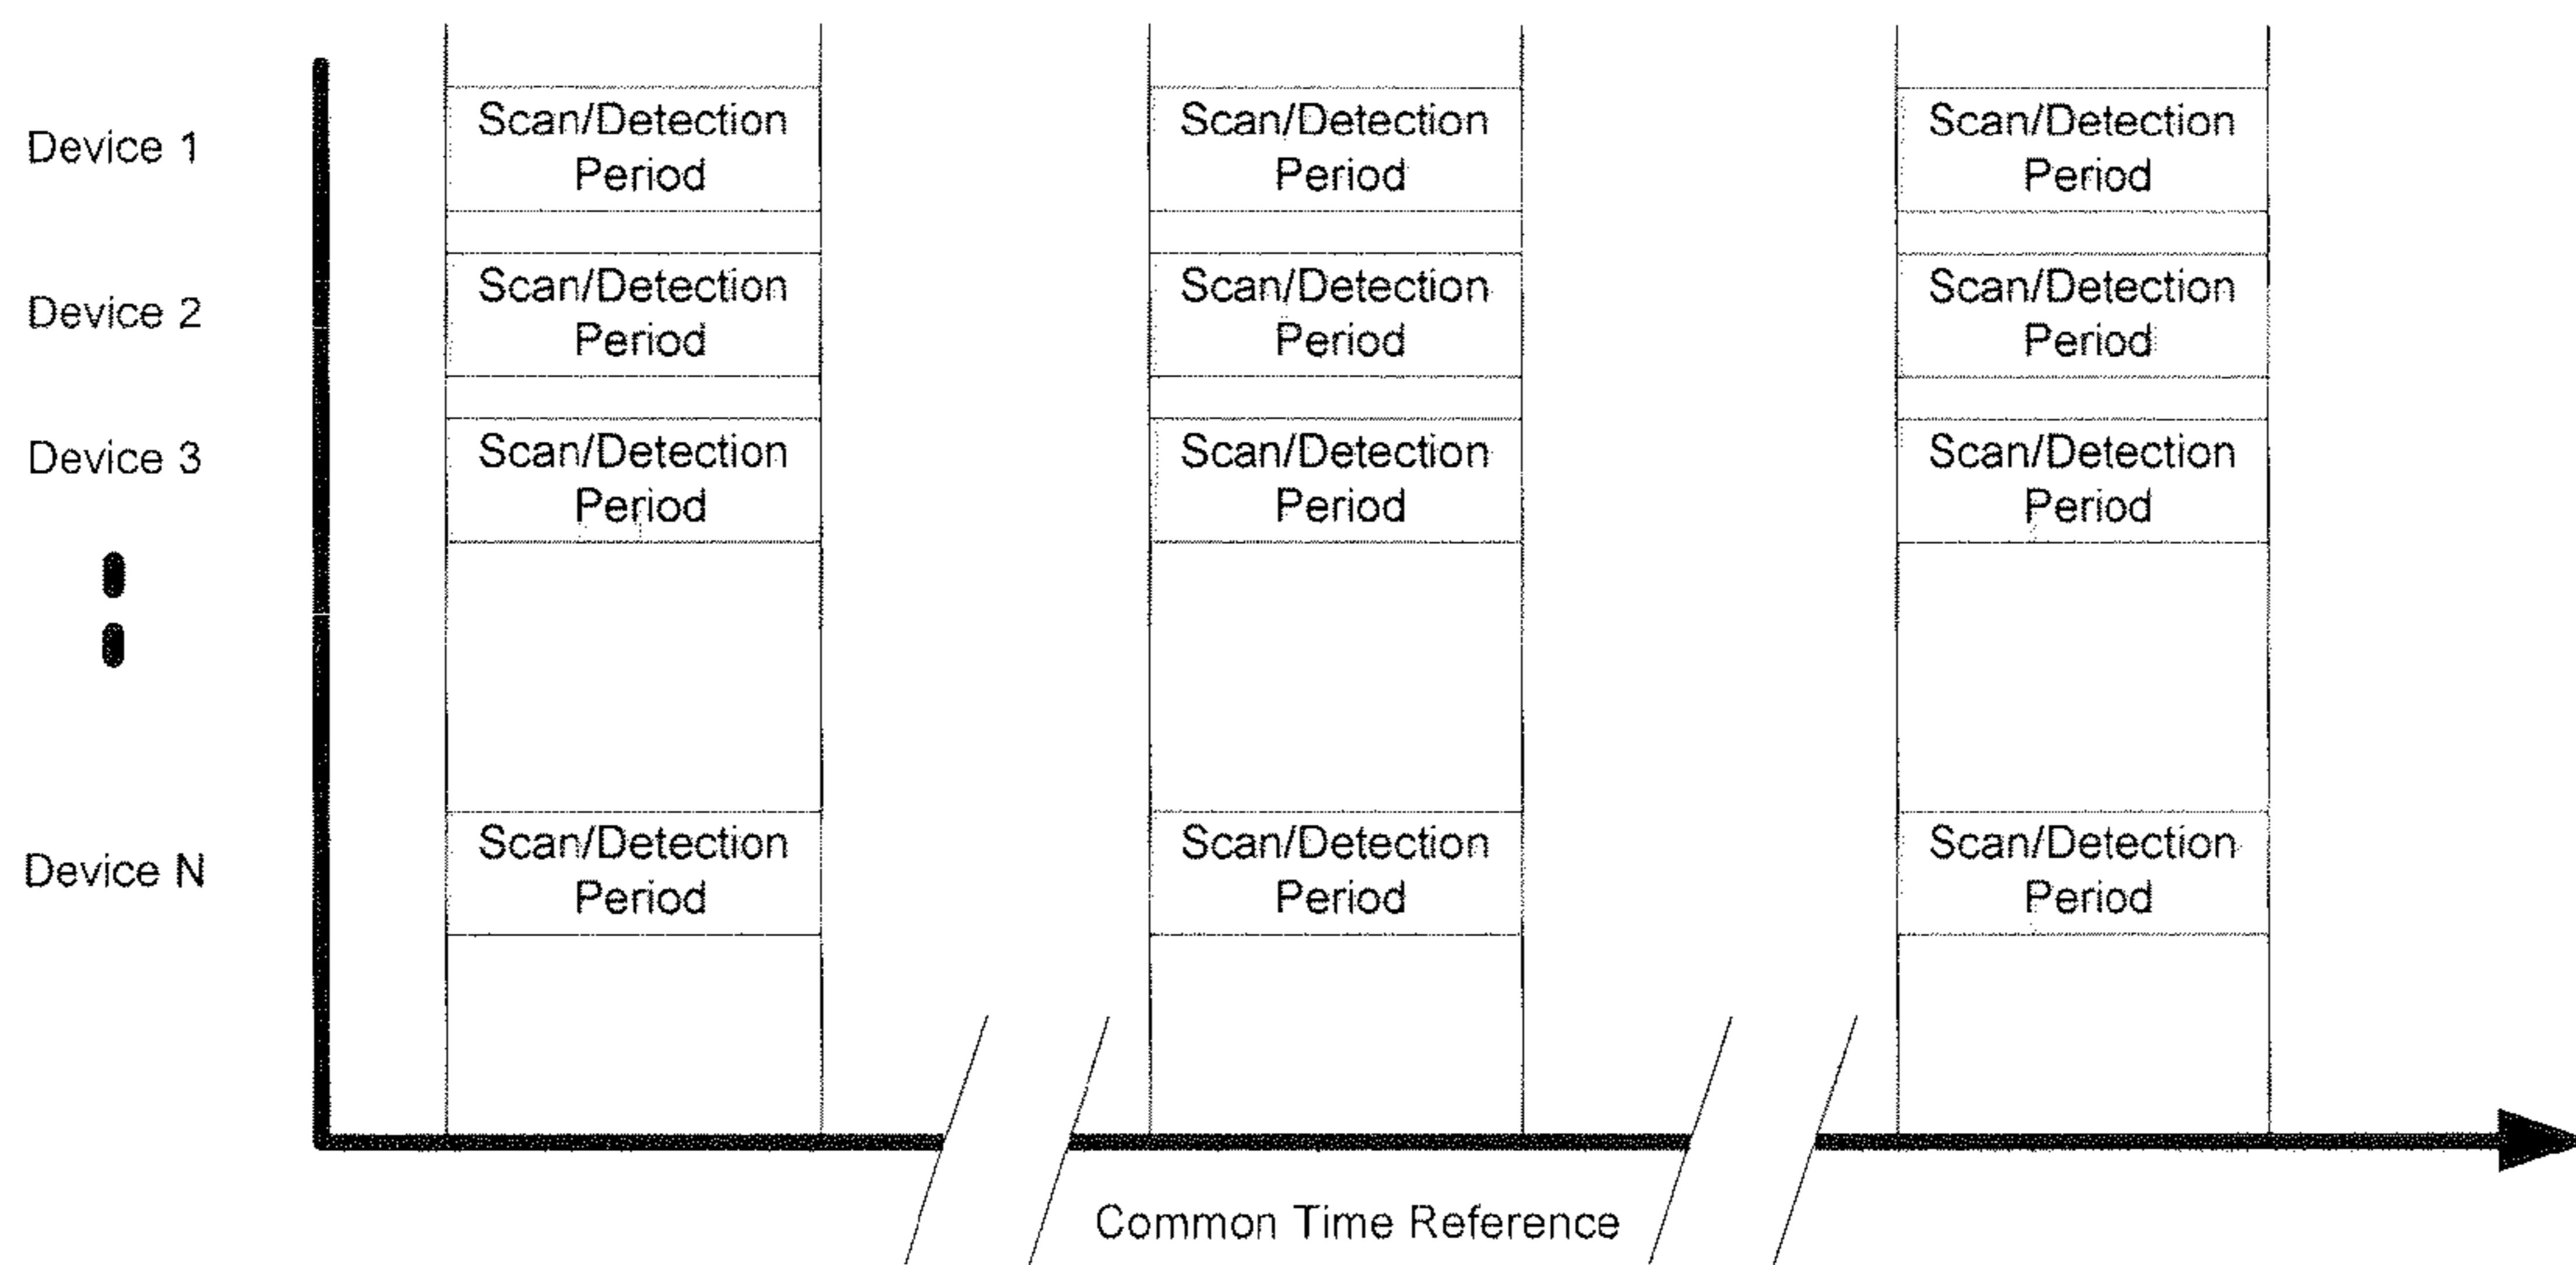 Device 1
Scan/Detection
Period
Scan/Detection
Period
Scan/Detection
Period
Device 2
Scan/Detection
Period
Scan/Detection
Period
Scan/Detection
Period
Device 3
Scan/Detection
Period
Scan/Detection
Period
Scan/Detection
Period
Device N
Scan/Detection
Period
Scan/Detection
Period
Scan/Detection
Period
Common Time Reference